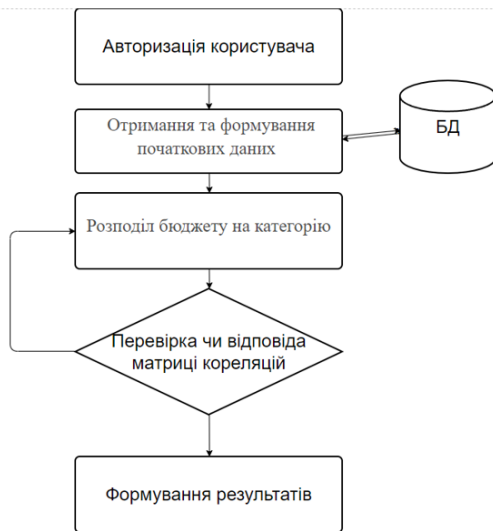 Авторизація користувача
Отримання та формування
початкових даних
БД
Розподіл бюджету на категорію
Перевірка чи відповіда
матриці кореляцій
Формування результатів